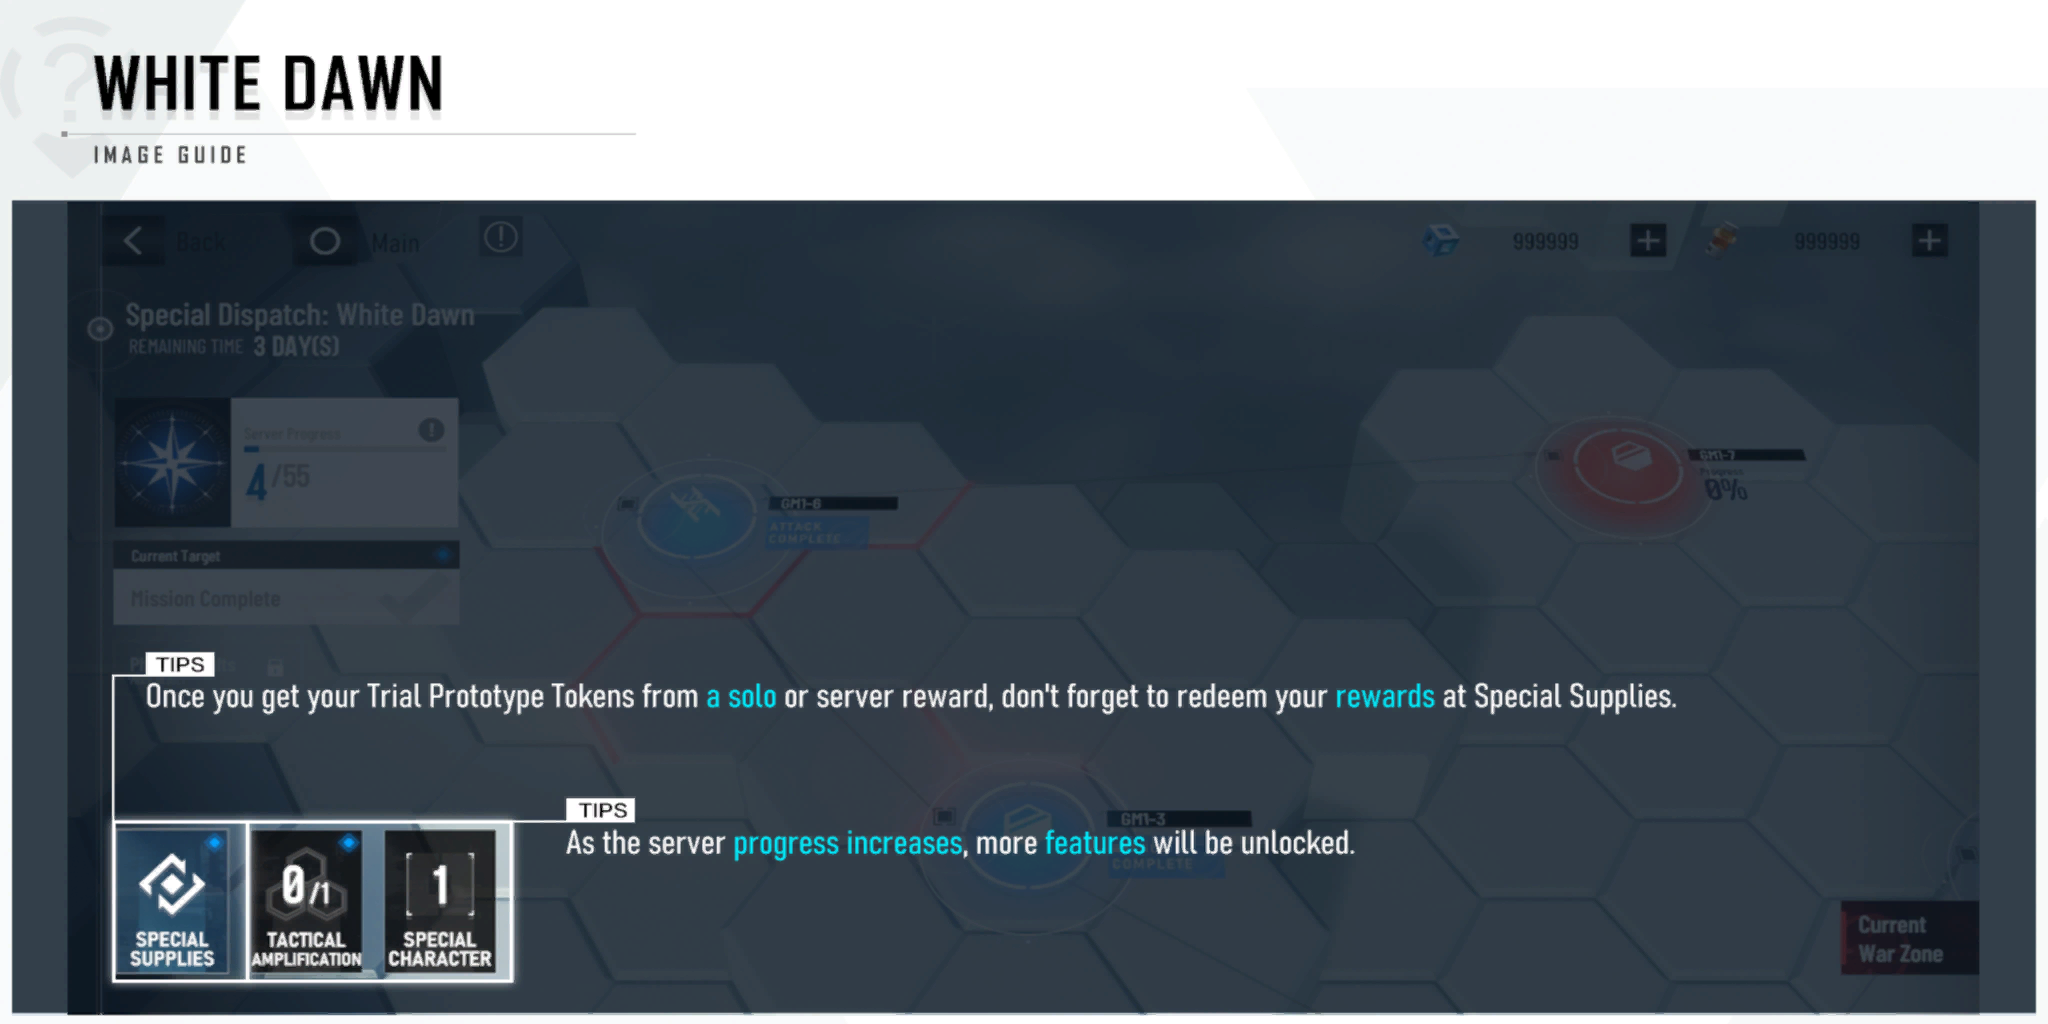 WHITE DAWN
IMAGE GUIDE
Back
Main
999999
999999
Special Dispatch: White Dawn
REMAINING TIME 3 DAY(S)
Server Progress
4/55
GM1-6
ATTACK
COMPLETE
GM1-7
Progress
0%
Current Target
Mission Complete
TIPS
Once you get your Trial Prototype Tokens from a solo or server reward, don't forget to redeem your rewards at Special Supplies.
TIPS
As the server progress increases, more features will be unlocked.
GM1-3
COMPLETE
SPECIAL
SUPPLIES
0/1
TACTICAL
AMPLIFICATION
1
SPECIAL
CHARACTER
Current
War Zone